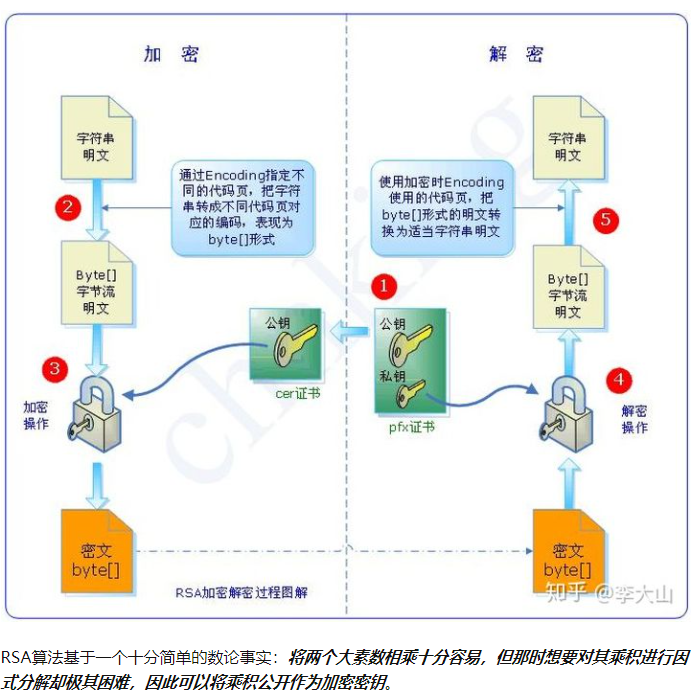 加 密
解 密
字符串
明文
字符串
明文
通过Encoding指定不
同的代码页，把字符
串转成不同代码页对
应的编码，表现为
byte[]形式
使用加密时Encoding
使用的代码页，把
byte[]形式的明文转
换为适当字符串明文
2
5
Byte[]
字节流
明文
Byte[]
字节流
明文
1
公钥
公钥
私钥
cer证书
pfx证书
3
加密
操作
4
解密
操作
密文
byte[]
密文
byte[]
RSA加密解密过程图解
知乎 @李大山
RSA算法基于一个十分简单的数论事实：将两个大素数相乘十分容易，但那时想要对其乘积进行因
式分解却极其困难，因此可以将乘积公开作为加密密钥。